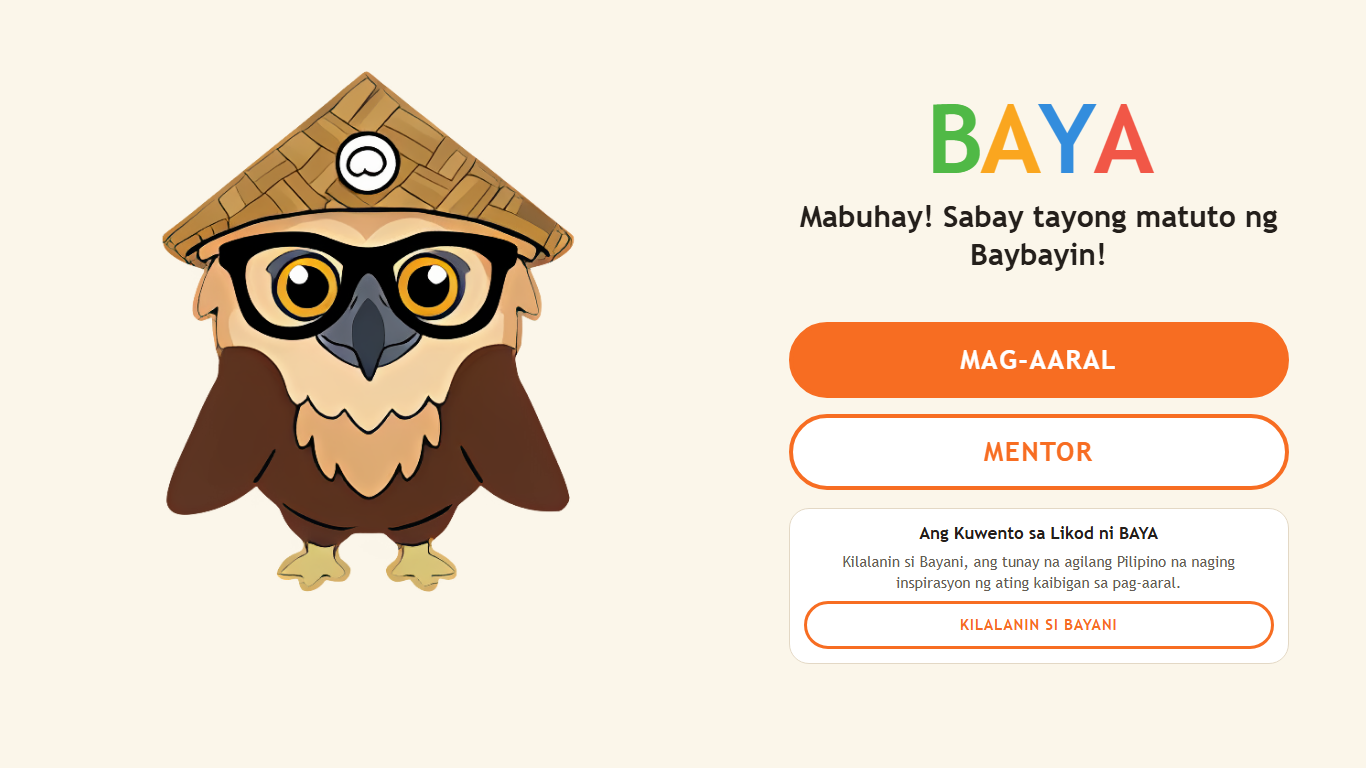 ᜊ
BAYA
Mabuhay! Sabay tayong matuto ng
Baybayin!
MAG-AARAL
MENTOR
Ang Kuwento sa Likod ni BAYA
Kilalanin si Bayani, ang tunay na agilang Pilipino na naging
inspirasyon ng ating kaibigan sa pag-aaral.
KILALANIN SI BAYANI